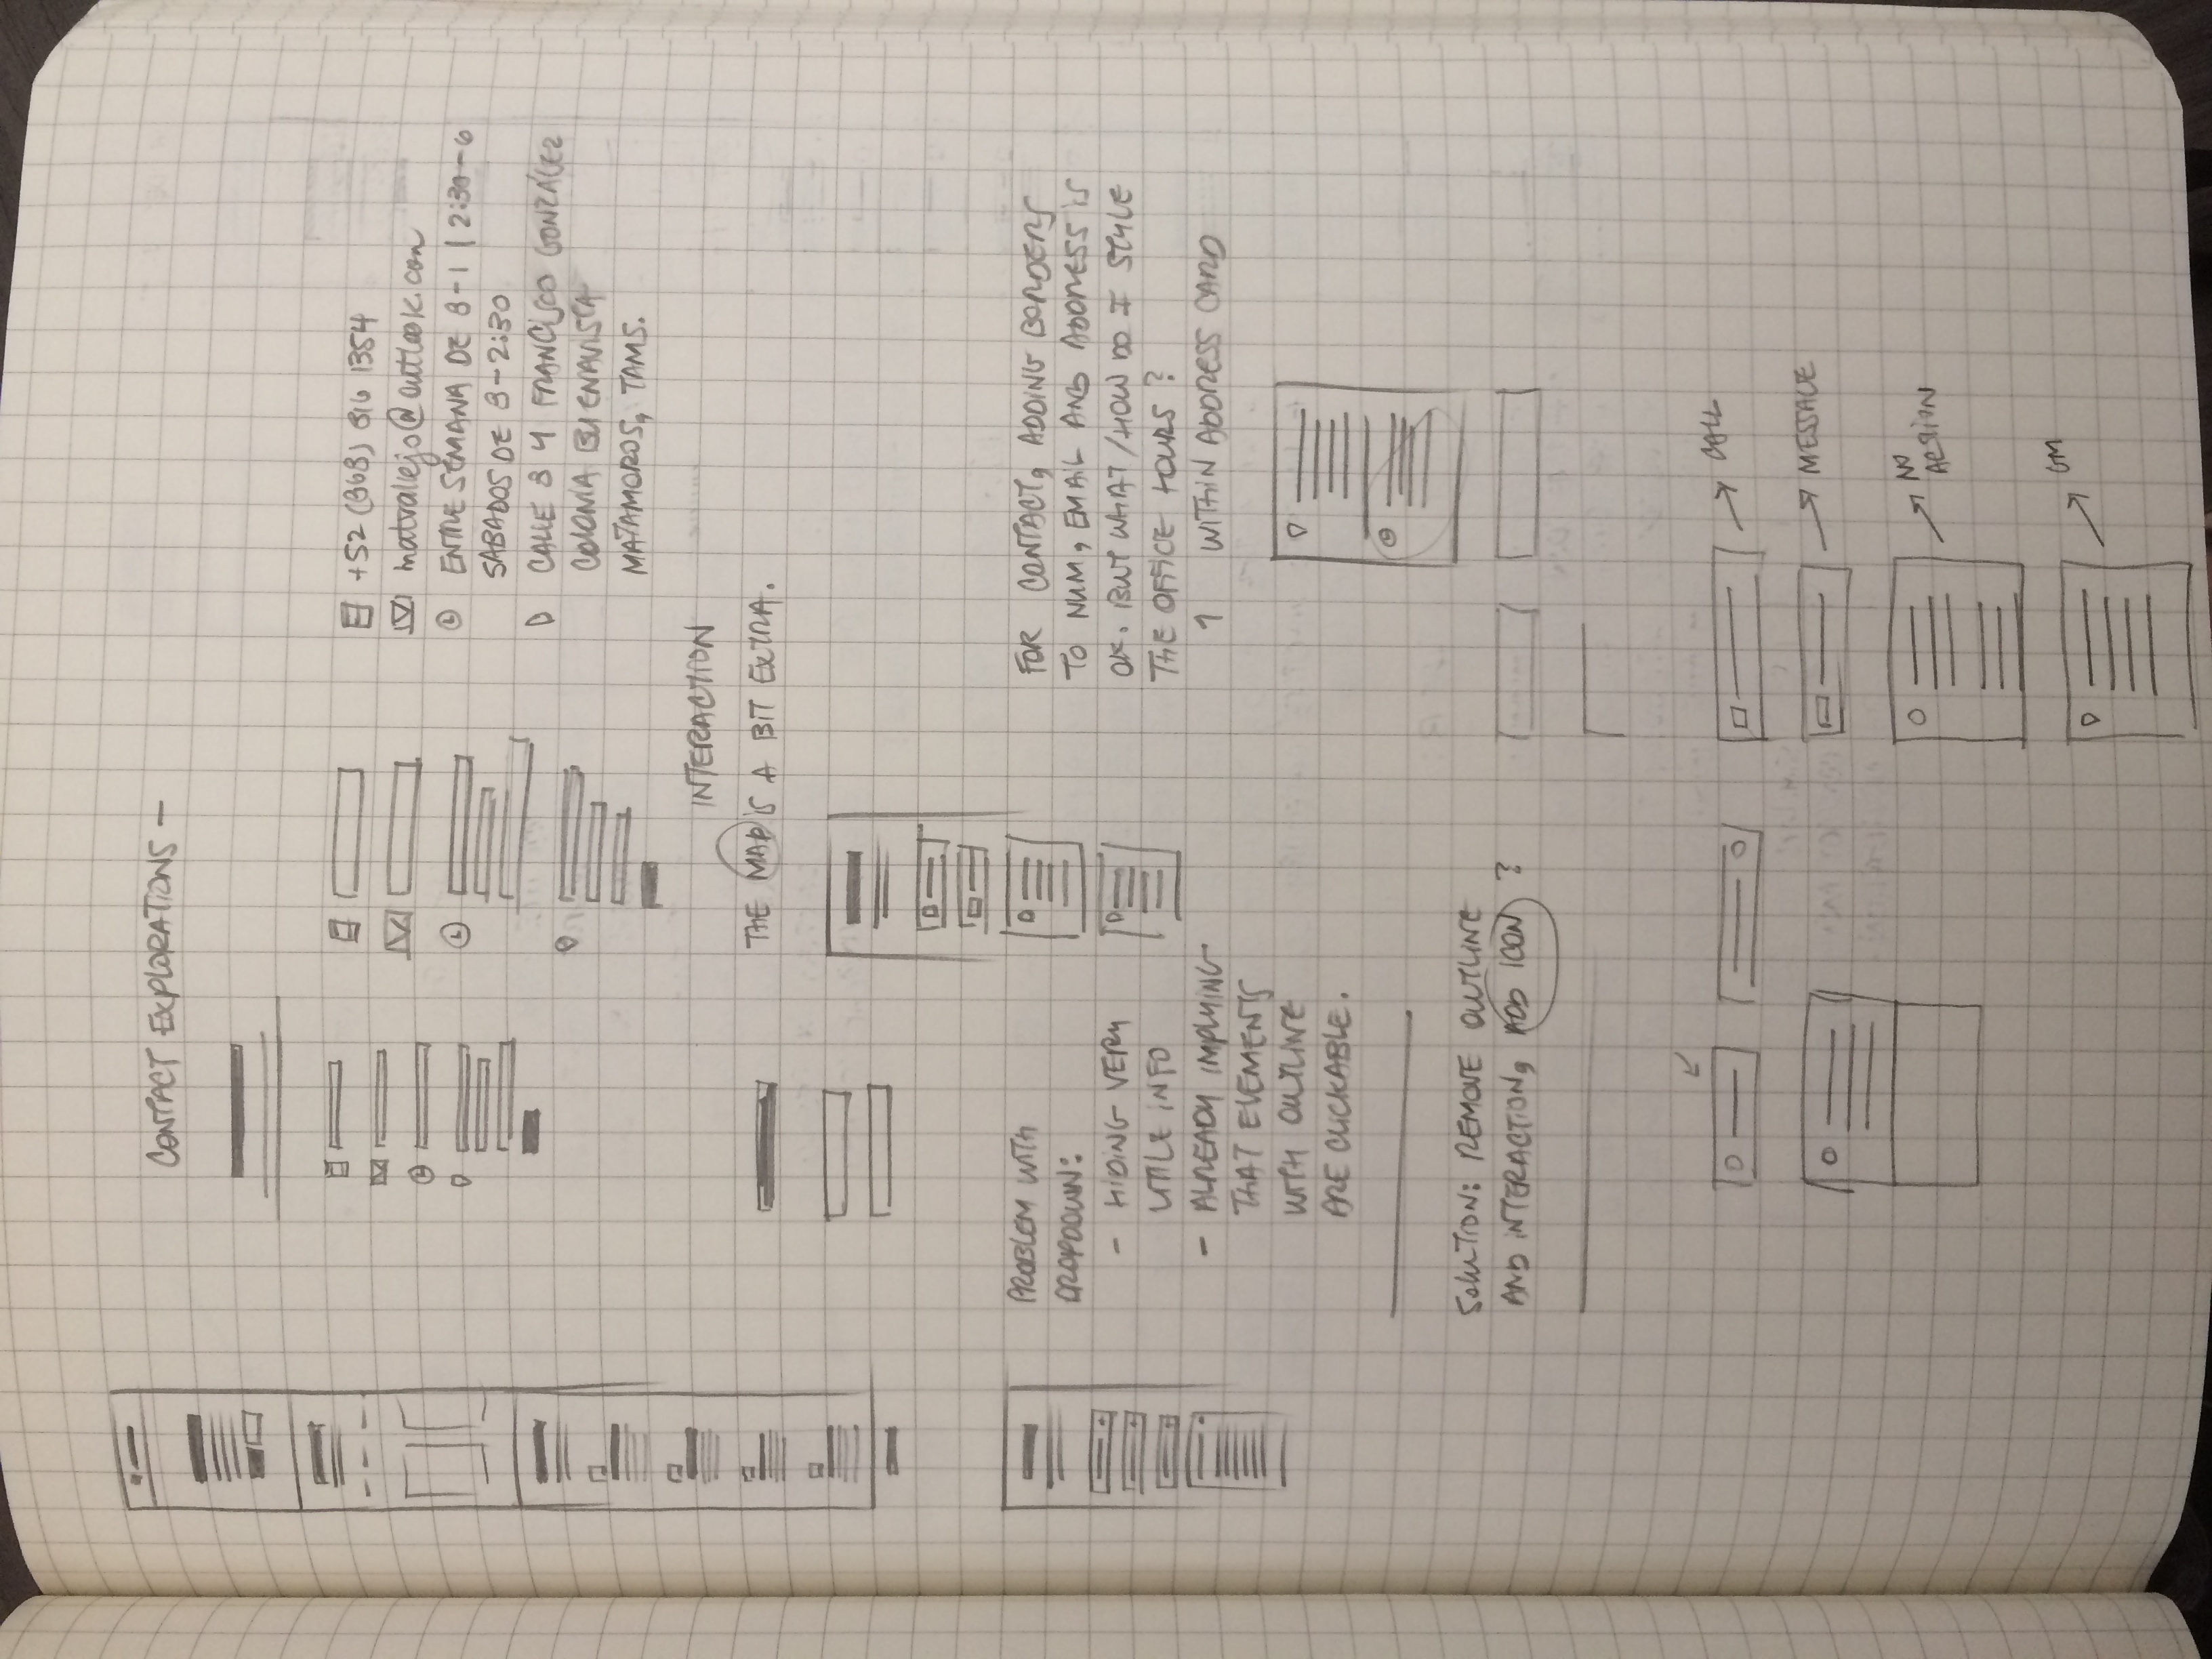 CONTACT EXPLORATIONS —
+52 (868) 816 1354
matvallejo@outlook.com
ENTRE SEMANA DE 8-1 | 2:30-6
SABADOS DE 8-2:30
CALLE 8 Y FRANCISCO GONZÁLEZ
COLONIA BUENAVISTA
MATAMOROS, TAMS.
INTERACTION
THE MAP IS A BIT EXTRA.
PROBLEM WITH
DROPDOWN:
- HIDING VERY
LITTLE INFO
- ALREADY IMPLYING
THAT ELEMENTS
WITH OUTLINE
ARE CLICKABLE.
FOR CONTACT, ADDING BORDERS
TO NUM, EMAIL AND ADDRESS IS
OK. BUT WHAT/HOW DO I STYLE
THE OFFICE HOURS?
1 WITHIN ADDRESS CARD
SOLUTION: REMOVE OUTLINE
AND INTERACTION, ADD ICON ?
CALL
MESSAGE
NO
ACTION
GM